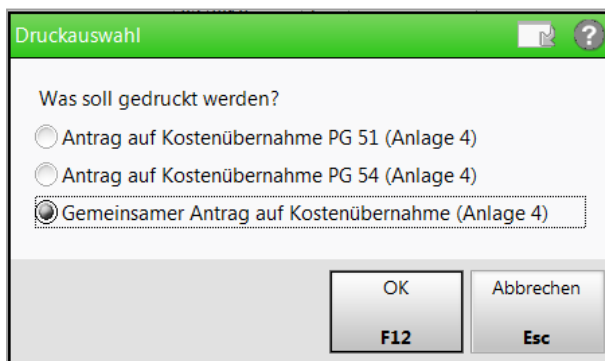 Druckauswahl
Was soll gedruckt werden?
Antrag auf Kostenübernahme PG 51 (Anlage 4)
Antrag auf Kostenübernahme PG 54 (Anlage 4)
Gemeinsamer Antrag auf Kostenübernahme (Anlage 4)
OK Abbrechen
F12 Esc